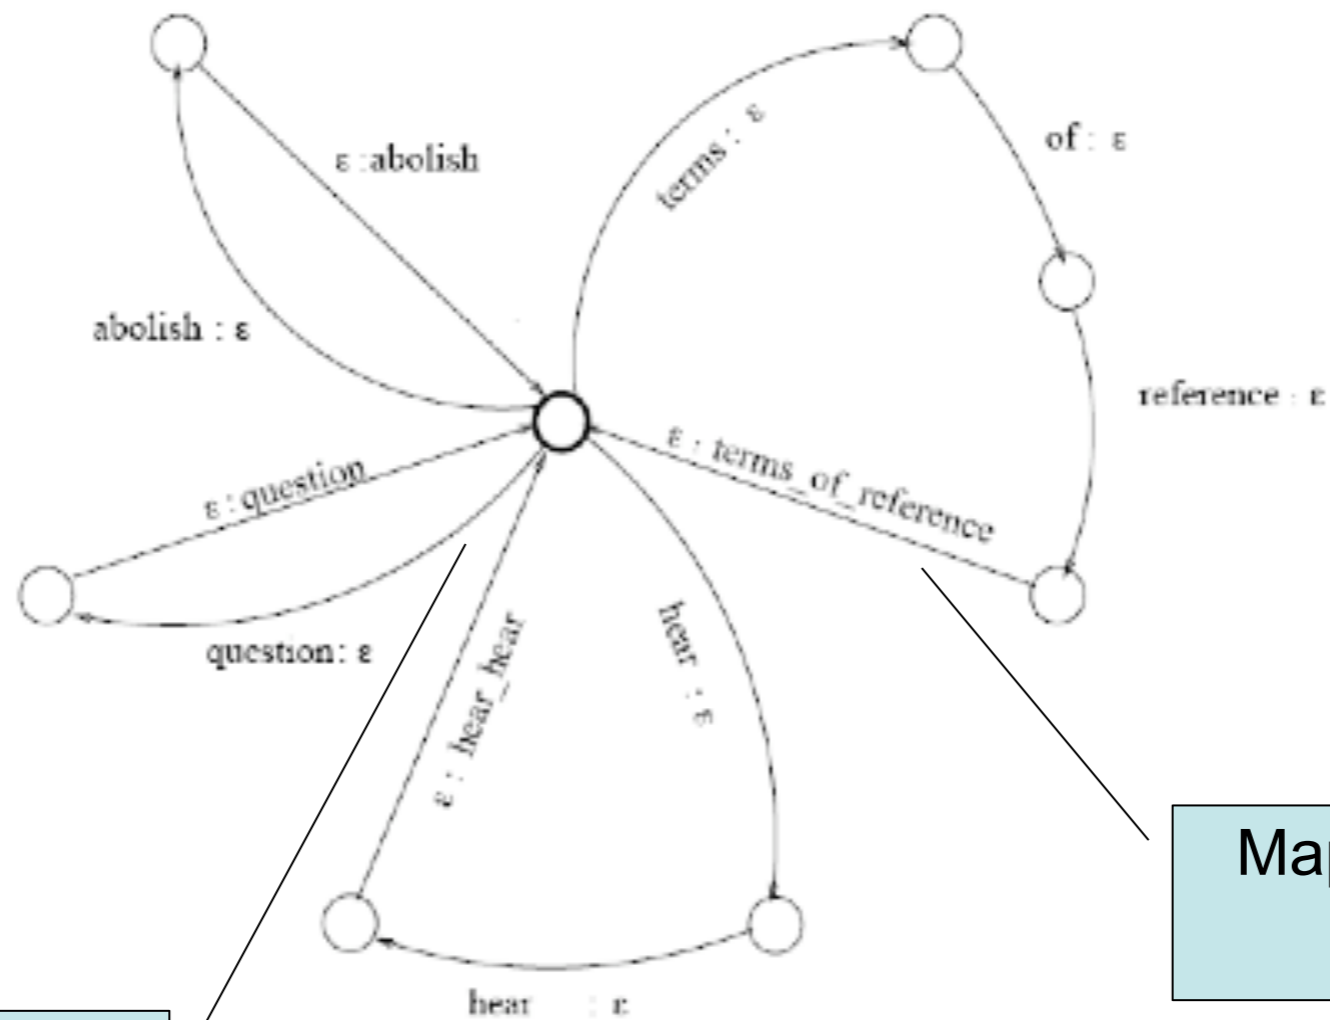 terms : ε
of : ε
ε : abolish
abolish : ε
reference : ε
ε : terms_of_reference
ε : question
question : ε
ε : hear_hear
hear : ε
hear : ε